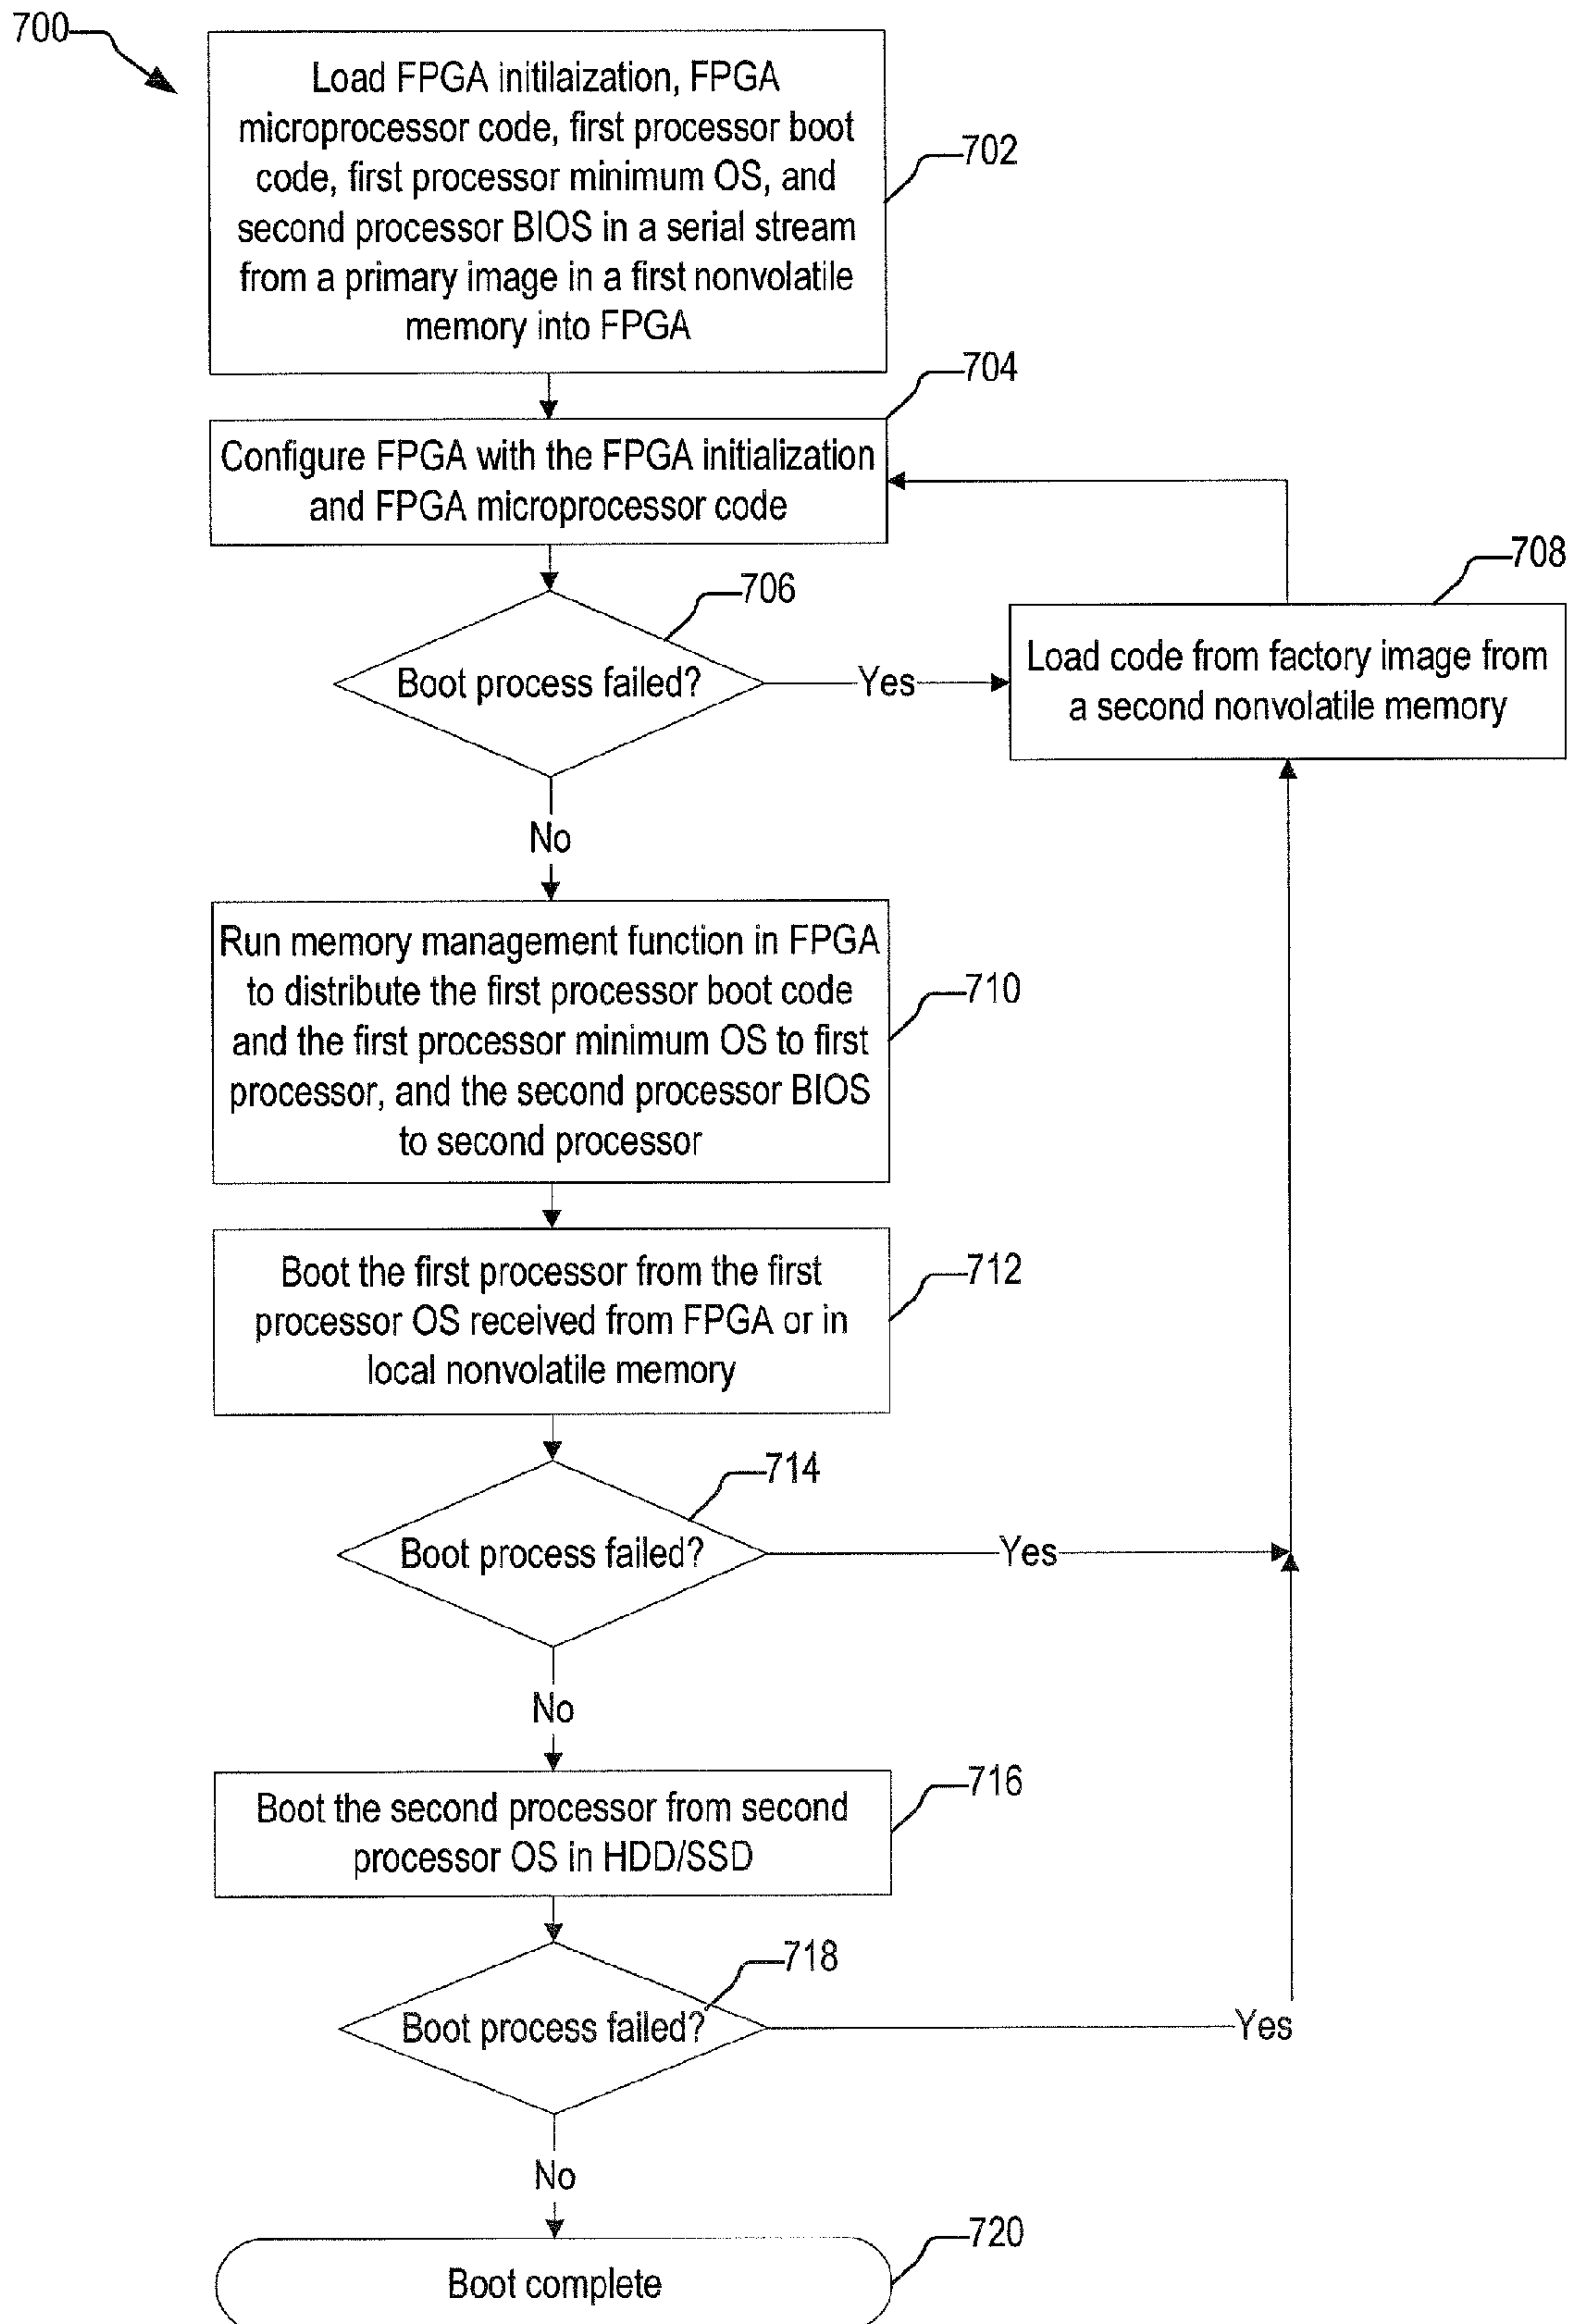 700
Load FPGA initilaization, FPGA
microprocessor code, first processor boot
code, first processor minimum OS, and
second processor BIOS in a serial stream
from a primary image in a first nonvolatile
memory into FPGA
702
704
Configure FPGA with the FPGA initialization
and FPGA microprocessor code
706
Boot process failed?
Yes
708
Load code from factory image from
a second nonvolatile memory
No
Run memory management function in FPGA
to distribute the first processor boot code
and the first processor minimum OS to first
processor, and the second processor BIOS
to second processor
710
Boot the first processor from the first
processor OS received from FPGA or in
local nonvolatile memory
712
714
Boot process failed?
Yes
No
716
Boot the second processor from second
processor OS in HDD/SSD
718
Boot process failed?
Yes
No
720
Boot complete